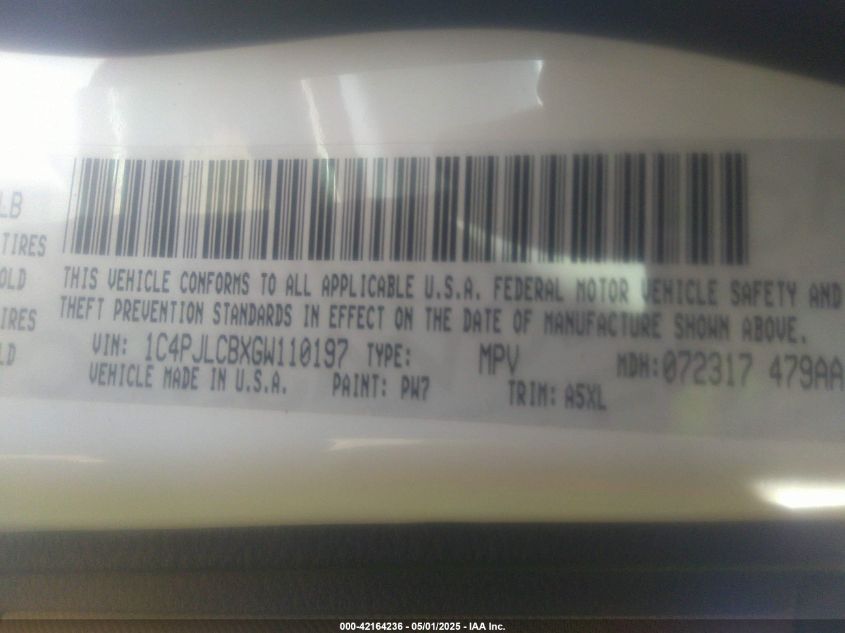 LB
TIRES
OLD
IRES
LD
THIS VEHICLE CONFORMS TO ALL APPLICABLE U.S.A. FEDERAL MOTOR VEHICLE SAFETY AND
THEFT PREVENTION STANDARDS IN EFFECT ON THE DATE OF MANUFACTURE SHOWN ABOVE.
VIN: 1C4PJLCBXGW110197 TYPE: MPV MDH:072317 479AA
VEHICLE MADE IN U.S.A. PAINT: PW7 TRIM: A5XL
000-42164236 - 05/01/2025 - IAA Inc.